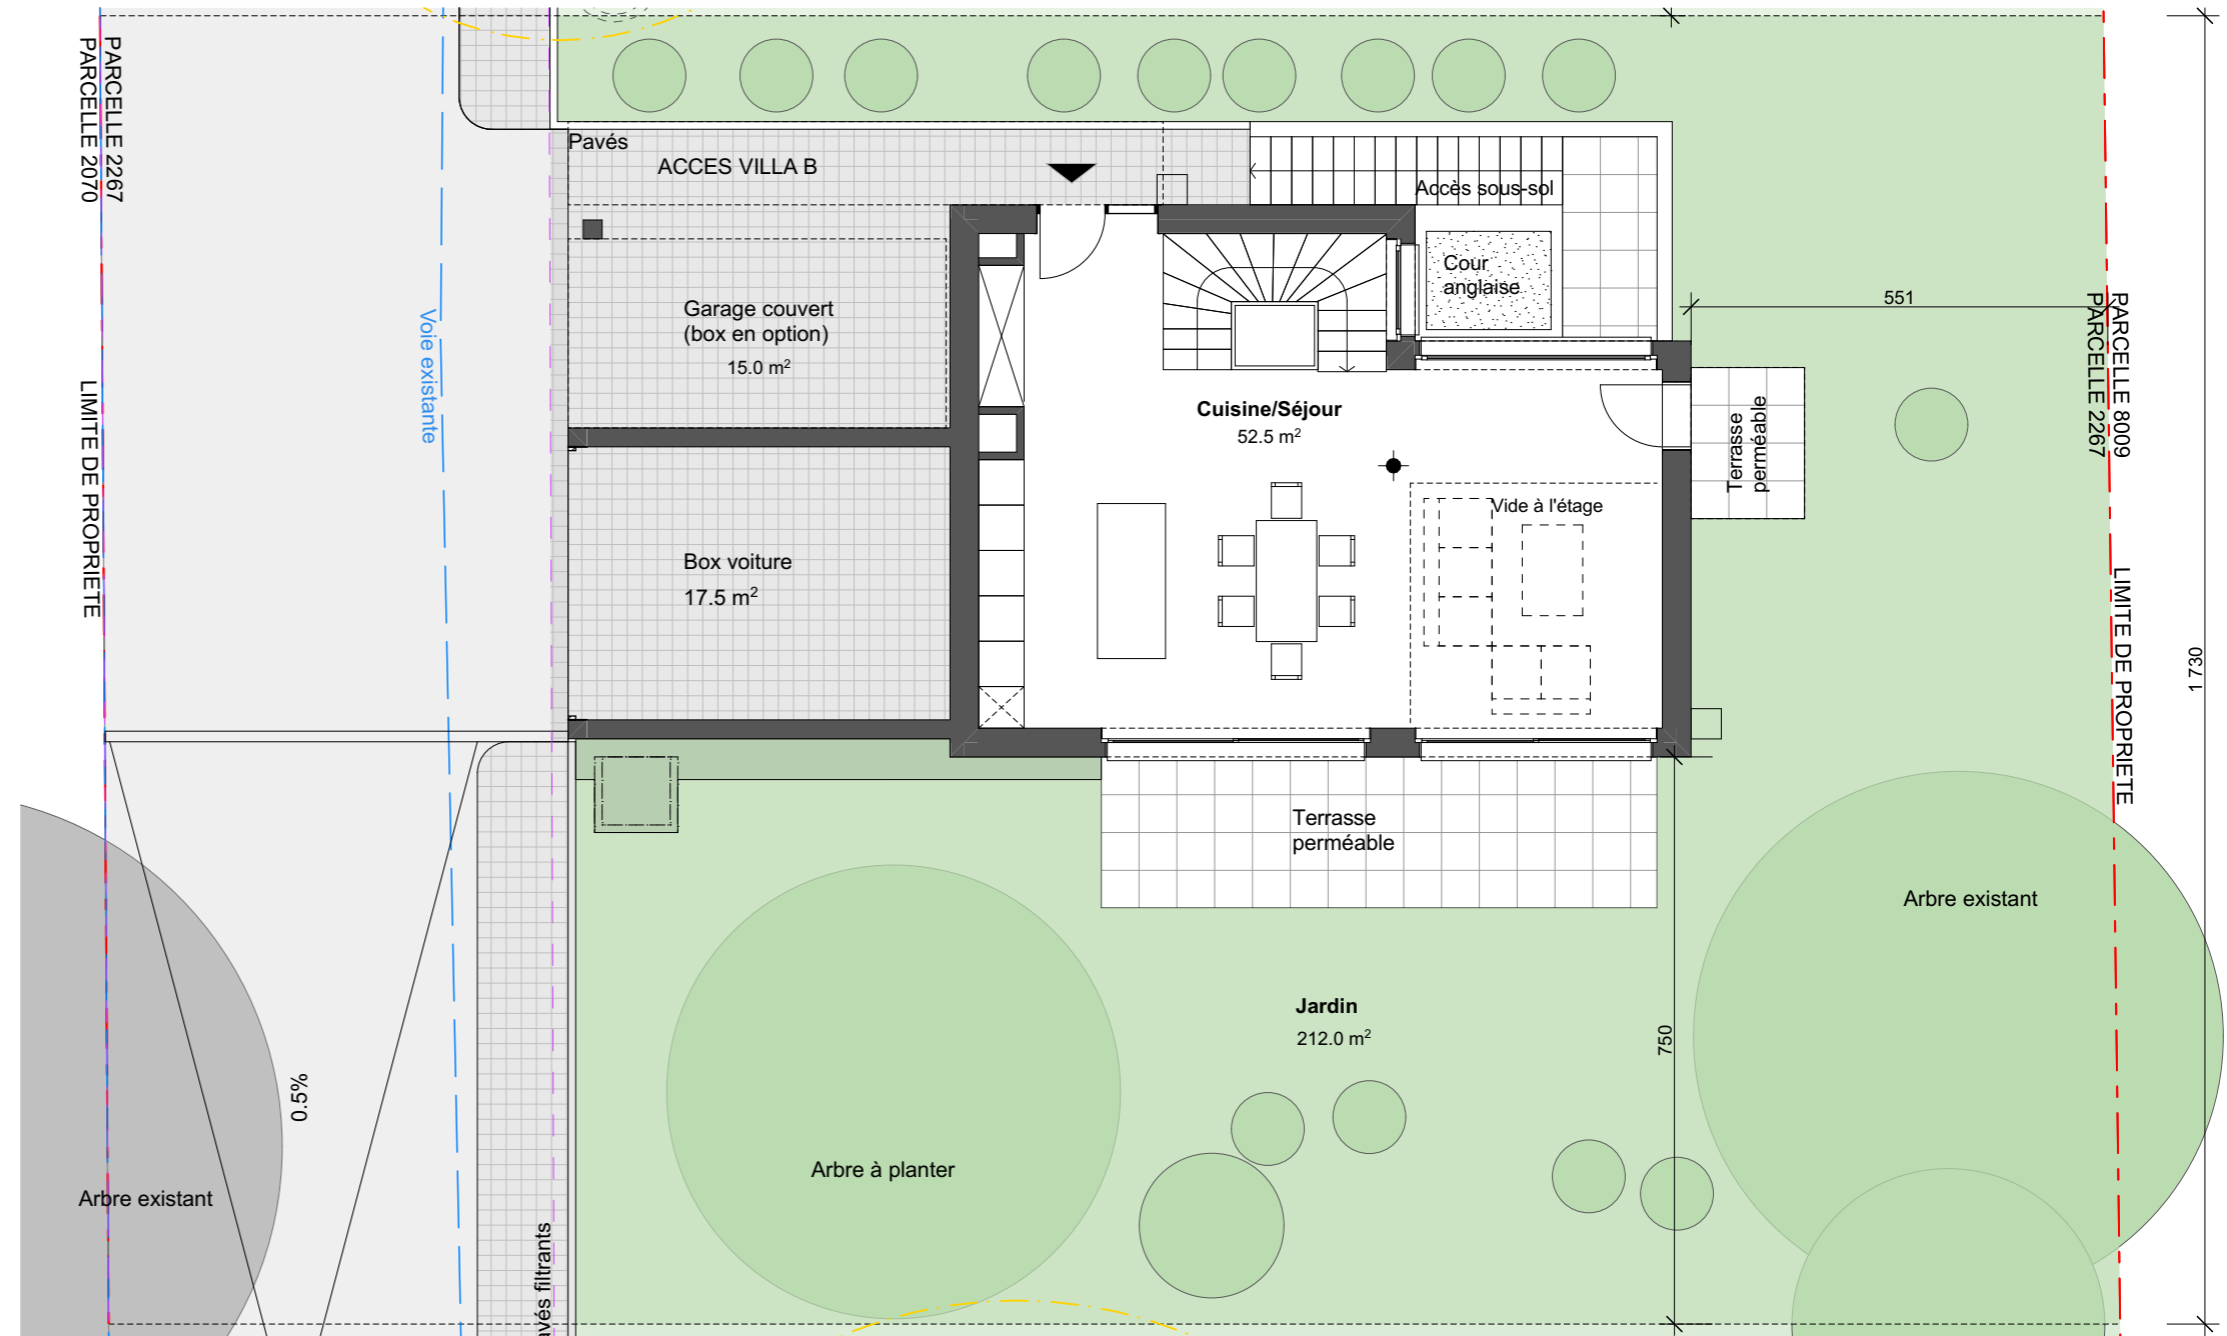 PARCELLE 2267
PARCELLE 2070
Pavés
ACCES VILLA B
Accès sous-sol
Cour
anglaise
551
PARCELLE 8009
PARCELLE 2267
Garage couvert
(box en option)
15.0 m²
Voie existante
LIMITE DE PROPRIETE
Cuisine/Séjour
52.5 m²
Terrasse
perméable
Vide à l'étage
Box voiture
17.5 m²
LIMITE DE PROPRIETE
1 730
Terrasse
perméable
Arbre existant
Jardin
212.0 m²
750
0.5%
Arbre à planter
Arbre existant
avés filtrants